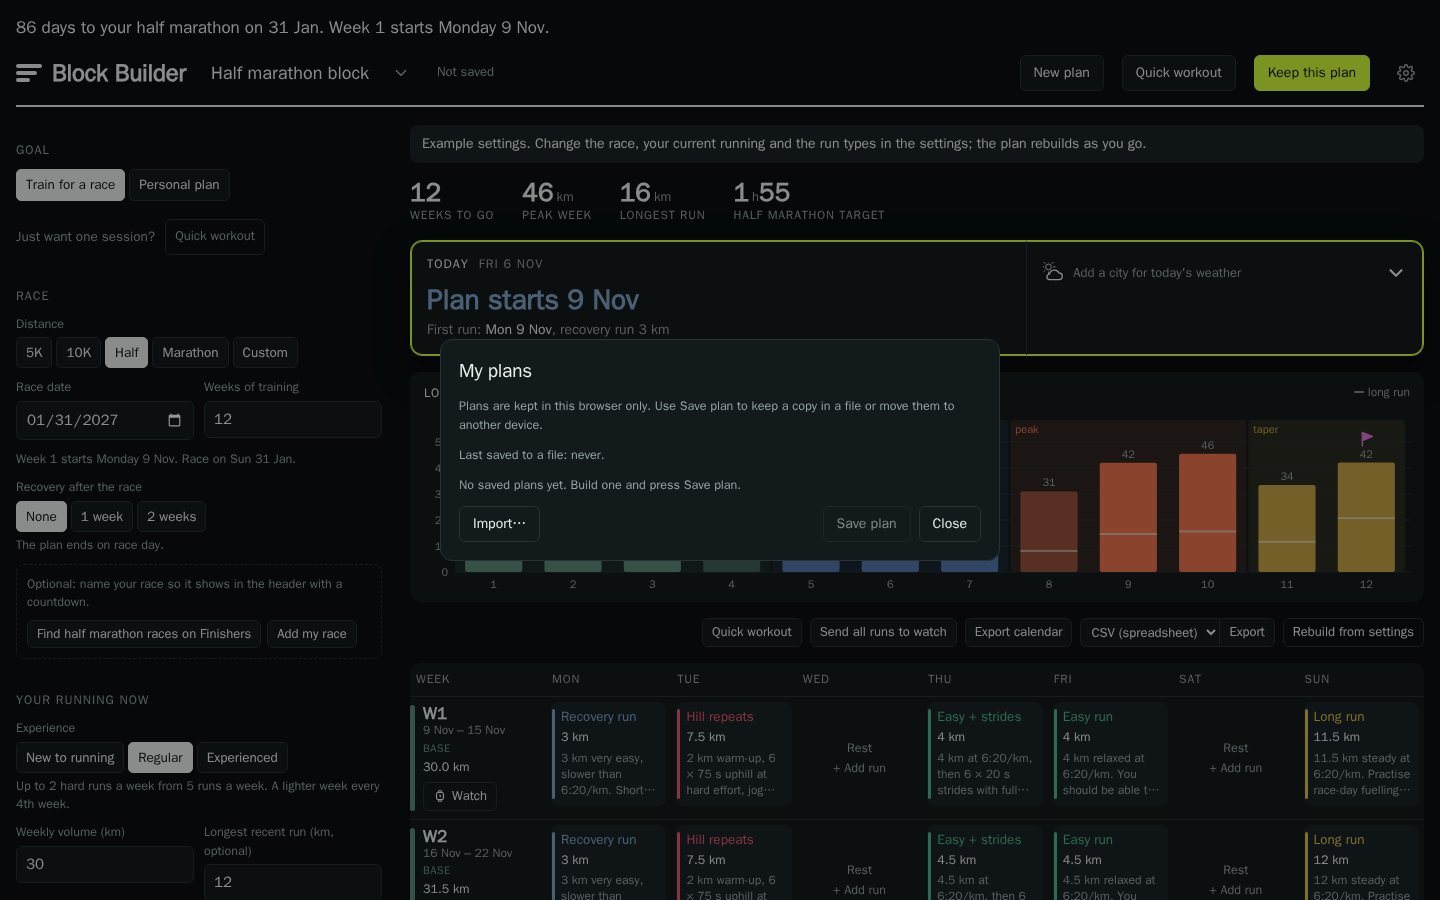 86 days to your half marathon on 31 Jan. Week 1 starts Monday 9 Nov.
Block Builder
Half marathon block
Not saved
New plan
Quick workout
Keep this plan
GOAL
Train for a race
Personal plan
Just want one session?
Quick workout
RACE
Distance
5K
10K
Half
Marathon
Custom
Race date
Weeks of training
01/31/2027
12
Week 1 starts Monday 9 Nov. Race on Sun 31 Jan.
Recovery after the race
None
1 week
2 weeks
The plan ends on race day.
Optional: name your race so it shows in the header with a
countdown.
Find half marathon races on Finishers
Add my race
YOUR RUNNING NOW
Experience
New to running
Regular
Experienced
Up to 2 hard runs a week from 5 runs a week. A lighter week every
4th week.
Weekly volume (km)
Longest recent run (km,
optional)
30
12
Example settings. Change the race, your current running and the run types in the settings; the plan rebuilds as you go.
12
WEEKS TO GO
46 km
PEAK WEEK
16 km
LONGEST RUN
1 h 55
HALF MARATHON TARGET
TODAY FRI 6 NOV
Plan starts 9 Nov
First run: Mon 9 Nov, recovery run 3 km
Add a city for today's weather
long run
peak
taper
31
42
46
34
42
0
1 2 3 4 5 6 7 8 9 10 11 12
My plans
Plans are kept in this browser only. Use Save plan to keep a copy in a file or move them to
another device.
Last saved to a file: never.
No saved plans yet. Build one and press Save plan.
Import…
Save plan
Close
Quick workout
Send all runs to watch
Export calendar
CSV (spreadsheet)
Export
Rebuild from settings
WEEK MON TUE WED THU FRI SAT SUN
W1
9 Nov – 15 Nov
BASE
30.0 km
Watch
Recovery run
3 km
3 km very easy,
slower than
6:20/km. Short…
Hill repeats
7.5 km
2 km warm-up, 6
× 75 s uphill at
hard effort, jog…
Rest
+ Add run
Easy + strides
4 km
4 km at 6:20/km,
then 6 × 20 s
strides with full…
Easy run
4 km
4 km relaxed at
6:20/km. You
should be able t…
Rest
+ Add run
Long run
11.5 km
11.5 km steady at
6:20/km. Practise
race-day fuelling…
W2
16 Nov – 22 Nov
BASE
31.5 km
Recovery run
3 km
3 km very easy,
slower than
Hill repeats
7.5 km
2 km warm-up, 6
× 75 s uphill at
Rest
+ Add run
Easy + strides
4.5 km
4.5 km at
6:20/km, then 6
Easy run
4.5 km
4.5 km relaxed at
6:20/km. You
Rest
+ Add run
Long run
12 km
12 km steady at
6:20/km. Practise